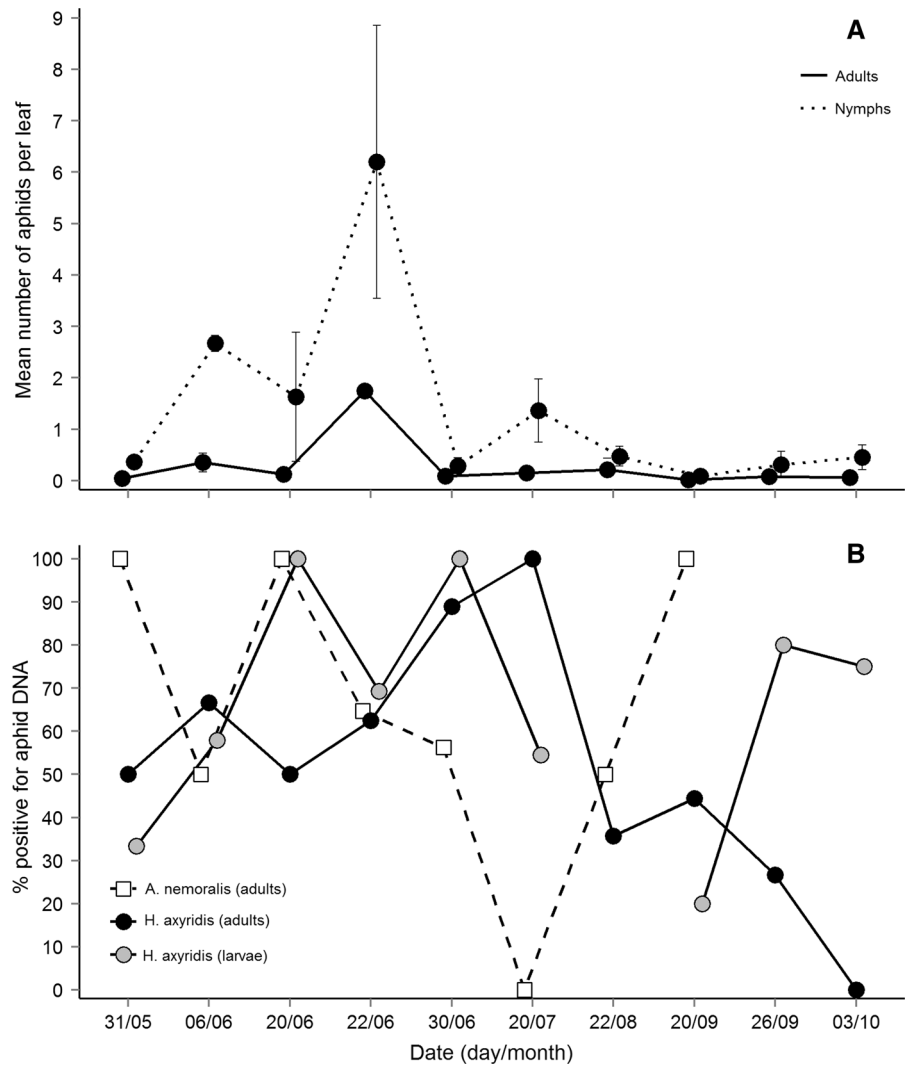 A
Adults
Nymphs
Mean number of aphids per leaf
9
8
7
6
5
4
3
2
1
0
B
% positive for aphid DNA
100
90
80
70
60
50
40
30
20
10
0
A. nemoralis (adults)
H. axyridis (adults)
H. axyridis (larvae)
31/05 06/06 20/06 22/06 30/06 20/07 22/08 20/09 26/09 03/10
Date (day/month)